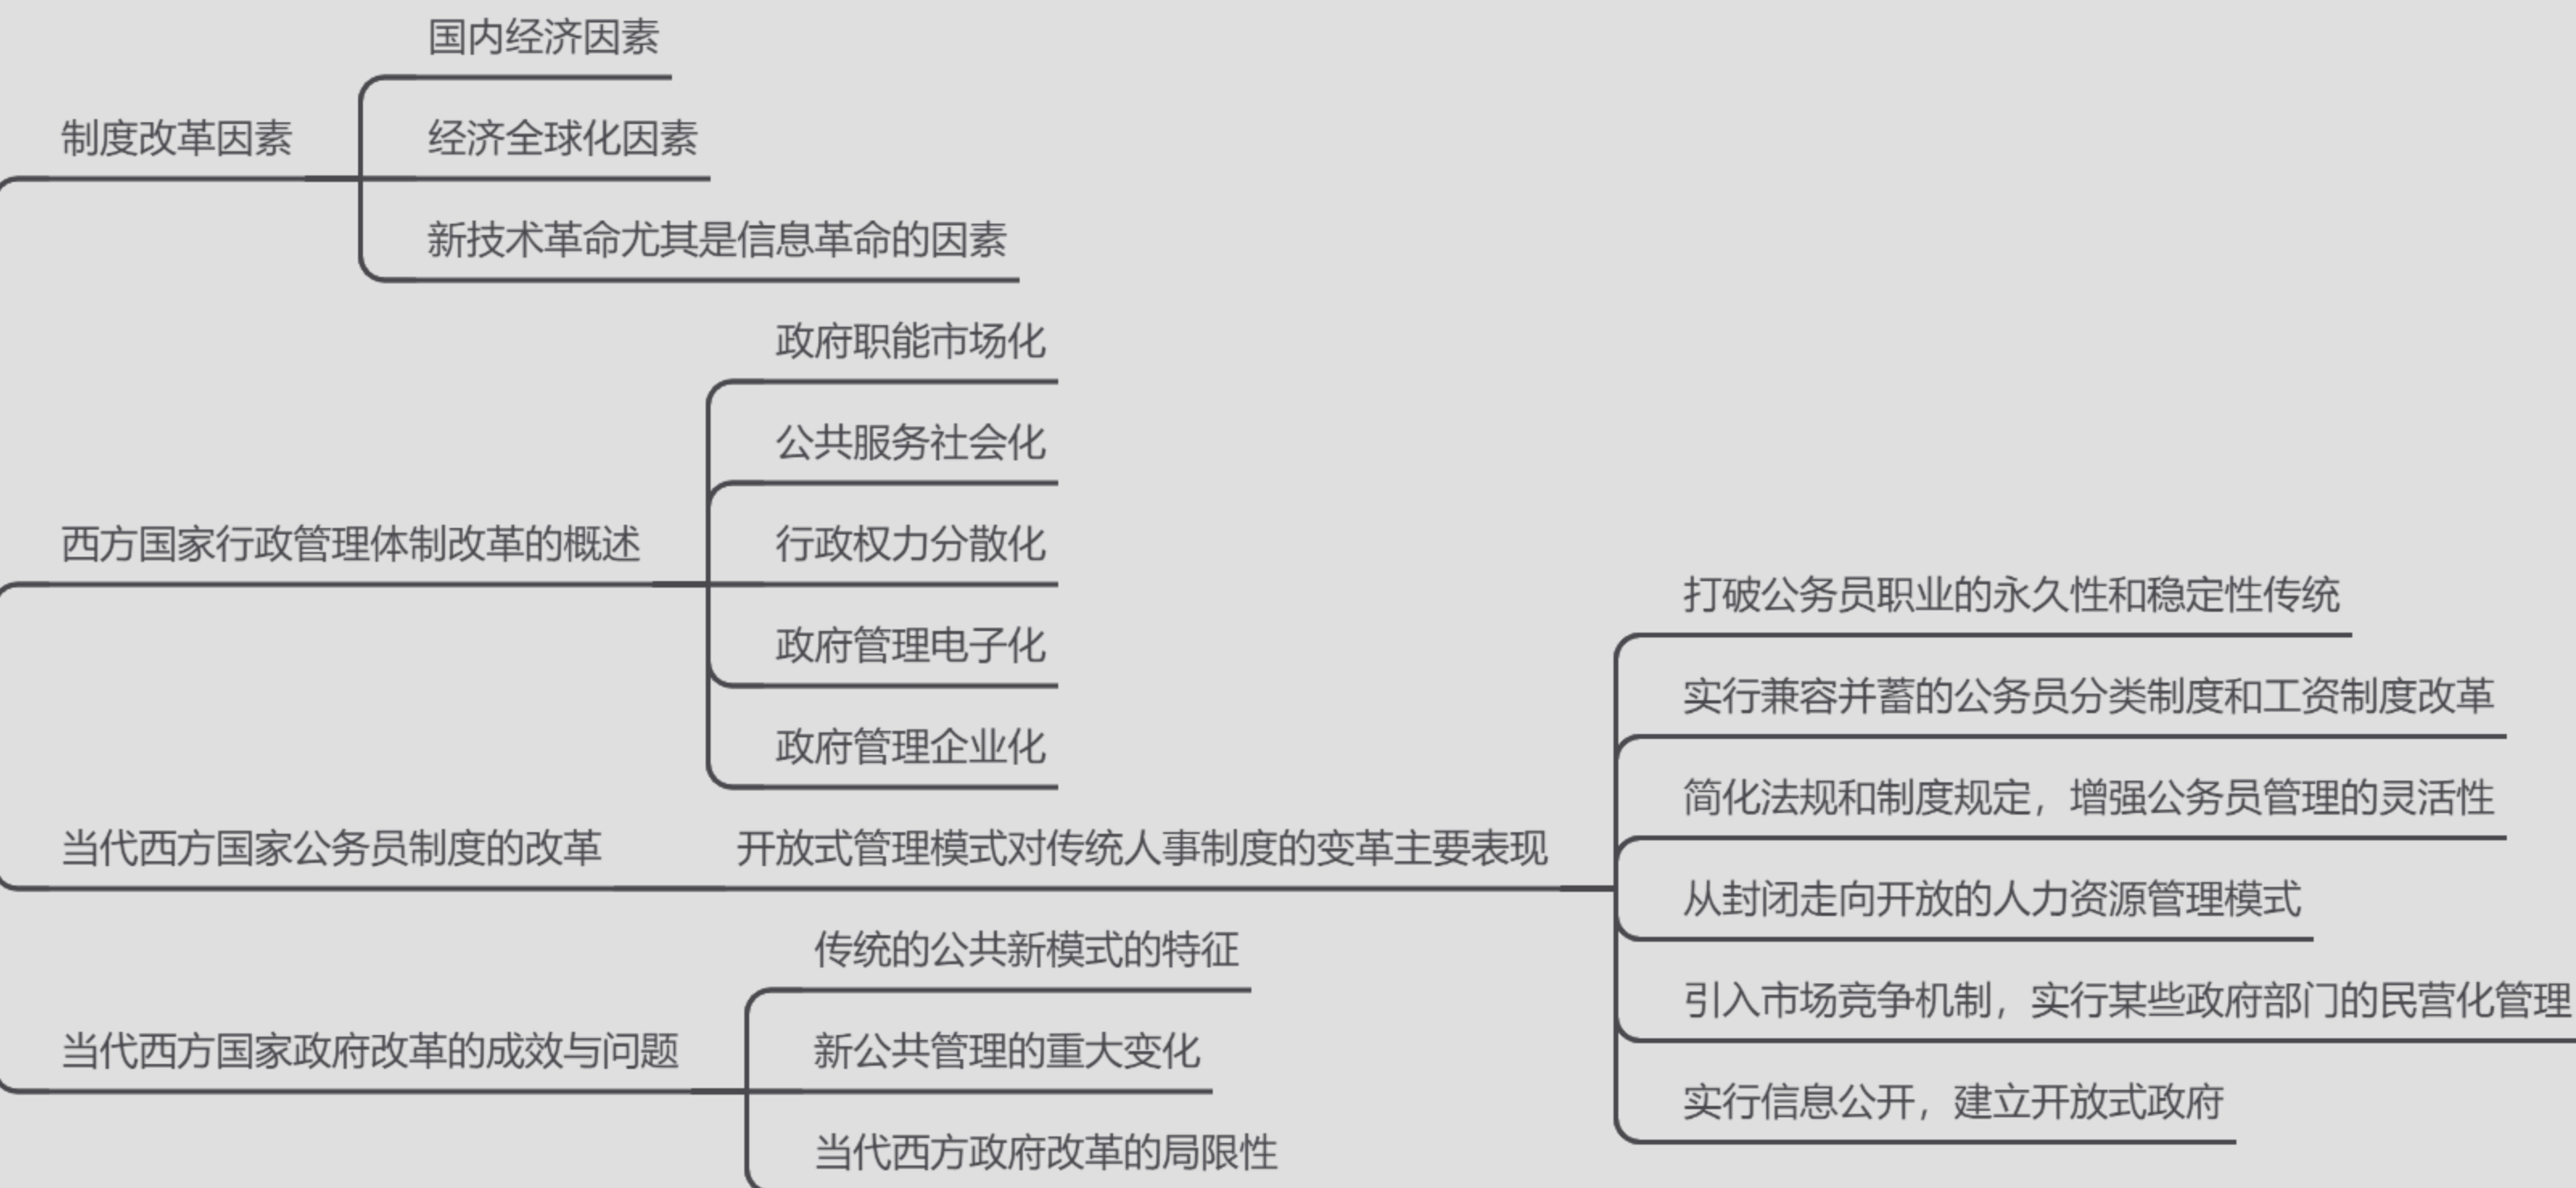 制度改革因素
国内经济因素
经济全球化因素
新技术革命尤其是信息革命的因素
西方国家行政管理体制改革的概述
政府职能市场化
公共服务社会化
行政权力分散化
政府管理电子化
政府管理企业化
当代西方国家公务员制度的改革
开放式管理模式对传统人事制度的变革主要表现
打破公务员职业的永久性和稳定性传统
实行兼容并蓄的公务员分类制度和工资制度改革
简化法规和制度规定，增强公务员管理的灵活性
从封闭走向开放的人力资源管理模式
引入市场竞争机制，实行某些政府部门的民营化管理
实行信息公开，建立开放式政府
当代西方国家政府改革的成效与问题
传统的公共新模式的特征
新公共管理的重大变化
当代西方政府改革的局限性